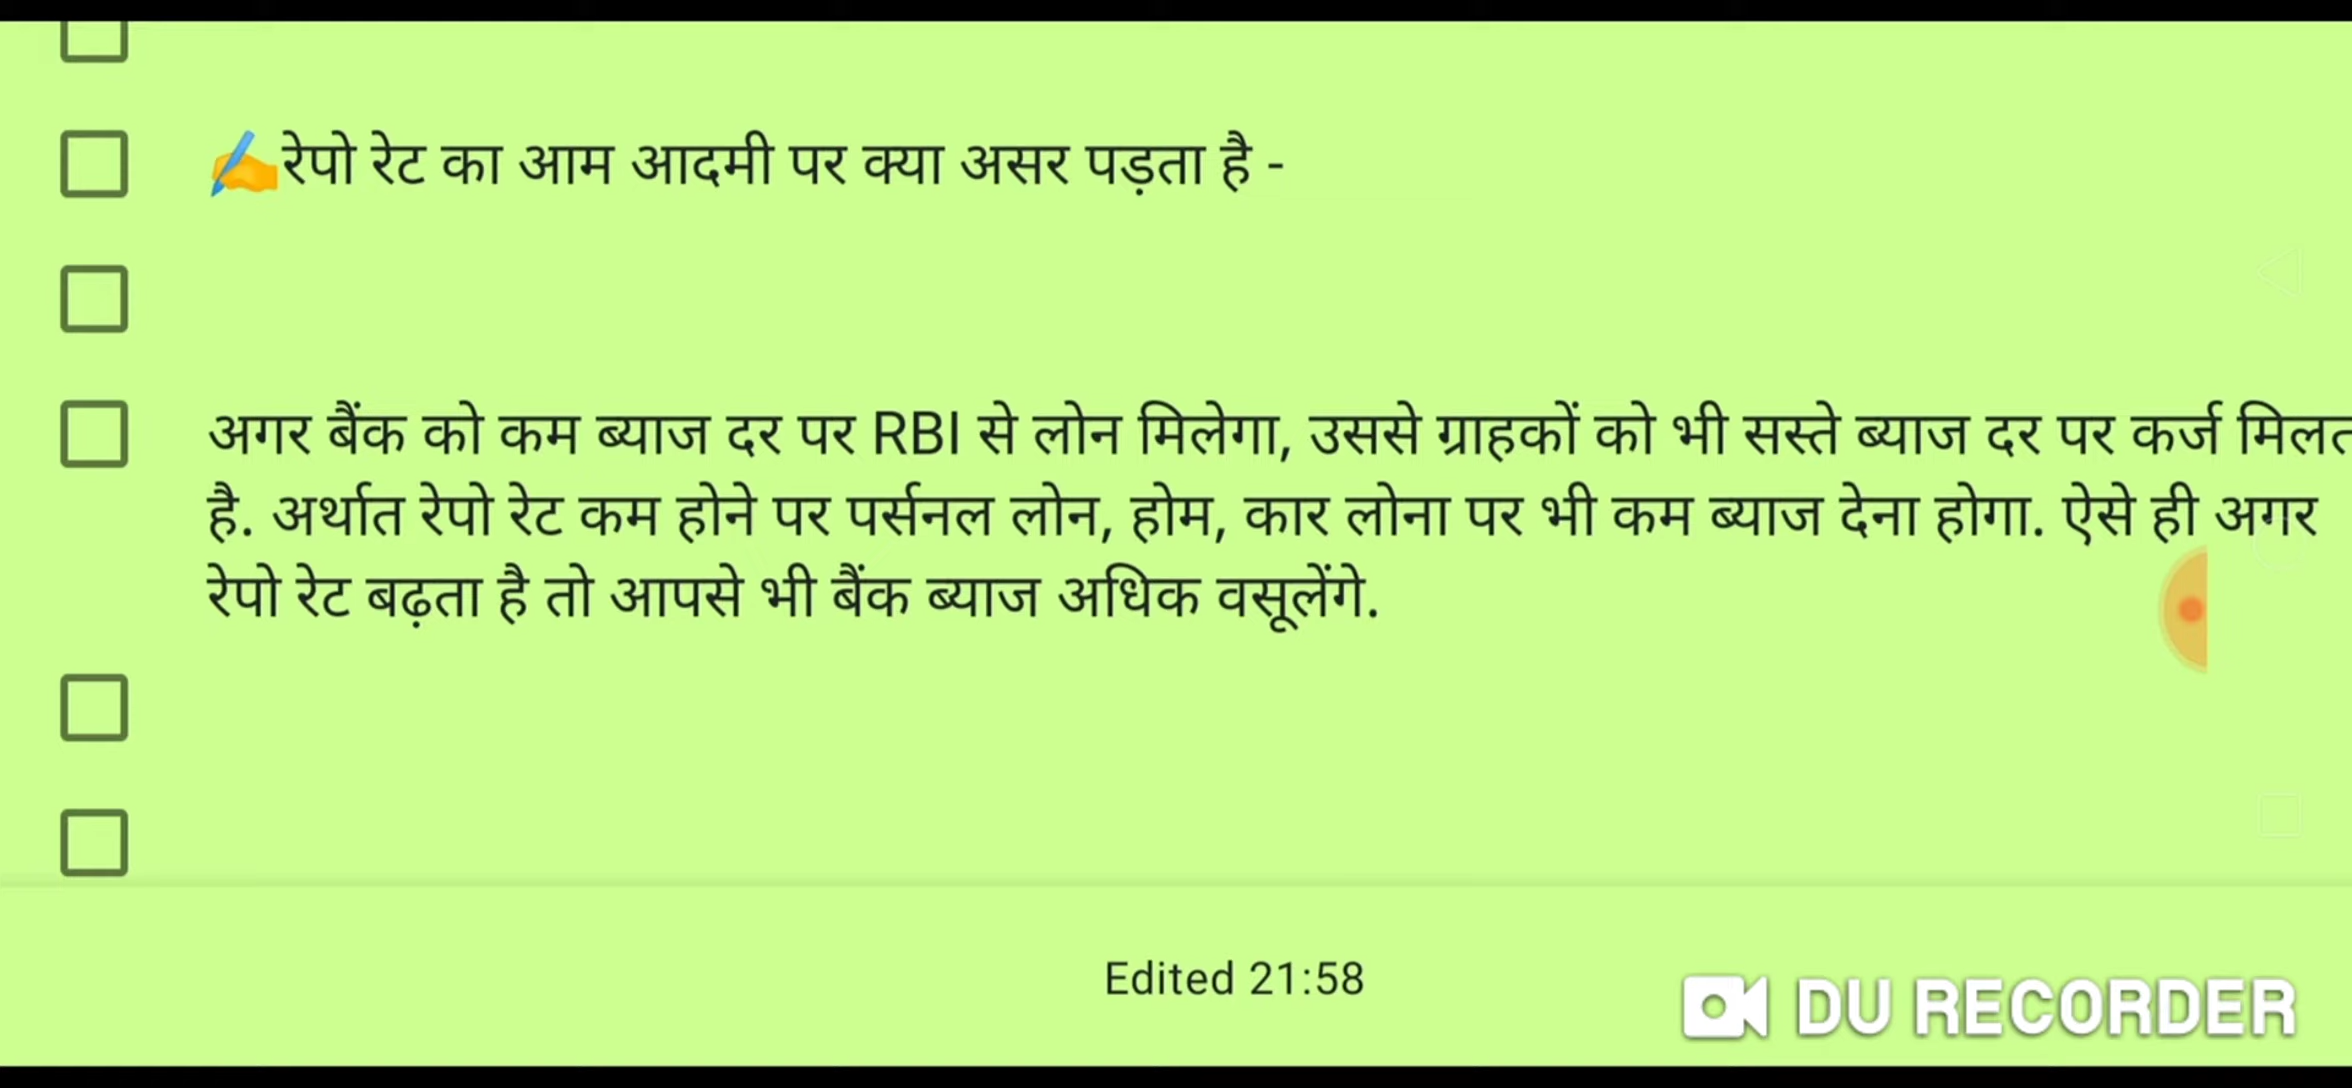 ✍रेपो रेट का आम आदमी पर क्या असर पड़ता है -
अगर बैंक को कम ब्याज दर पर RBI से लोन मिलेगा, उससे ग्राहकों को भी सस्ते ब्याज दर पर कर्ज
है. अर्थात रेपो रेट कम होने पर पर्सनल लोन, होम, कार लोना पर भी कम ब्याज देना होगा. ऐसे ही अगर
रेपो रेट बढ़ता है तो आपसे भी बैंक ब्याज अधिक वसूलेंगे.
Edited 21:58
DU RECORDER